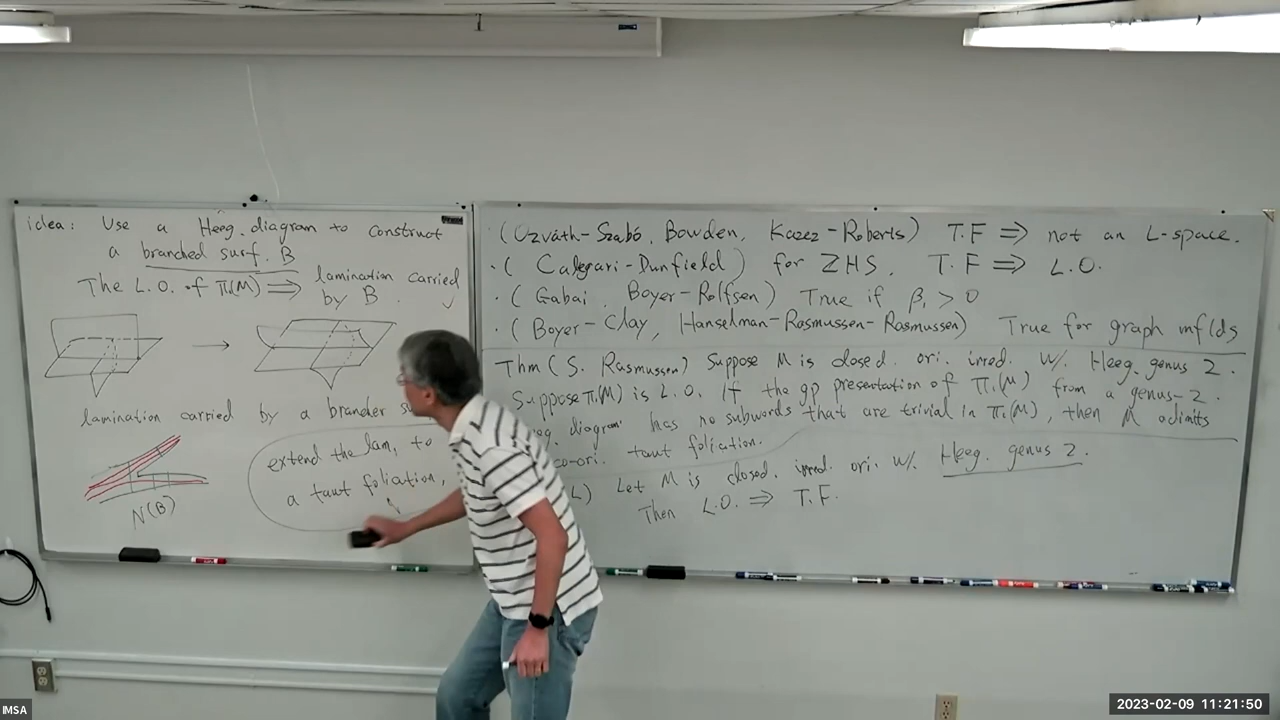 idea: Use a Heeg. diagram to construct
a branded surf. B
The L.O. of π₁(M) ⟹ lamination carried
by B.
→
lamination carried by a brander
extend the lam. to
a taut foliation,
N(B)
(Ozváth-Szabó, Bowden, Kazez-Roberts) T.F ⟹ not an L-space.
· (Calegari-Dunfield) for ZHS. T.F ⟹ L.O.
· (Gabai, Boyer-Rolfsen) True if β₁ > 0
· (Boyer-Clay, Hanselman-Rasmussen-Rasmussen) True for graph mflds
Thm (S. Rasmussen) Suppose M is closed. ori. irred. w/. Heeg. genus 2.
Suppose π₁(M) is L.O. If the gp presentation of π₁(M) from a genus-2.
diagram has no subwords that are trivial in π₁(M), then M admits
co-ori. taut foliation.
L) Let M is closed. irred. ori. w/. Heeg. genus 2.
Then L.O. ⟹ T.F.
2023-02-09 11:21:50
IMSA